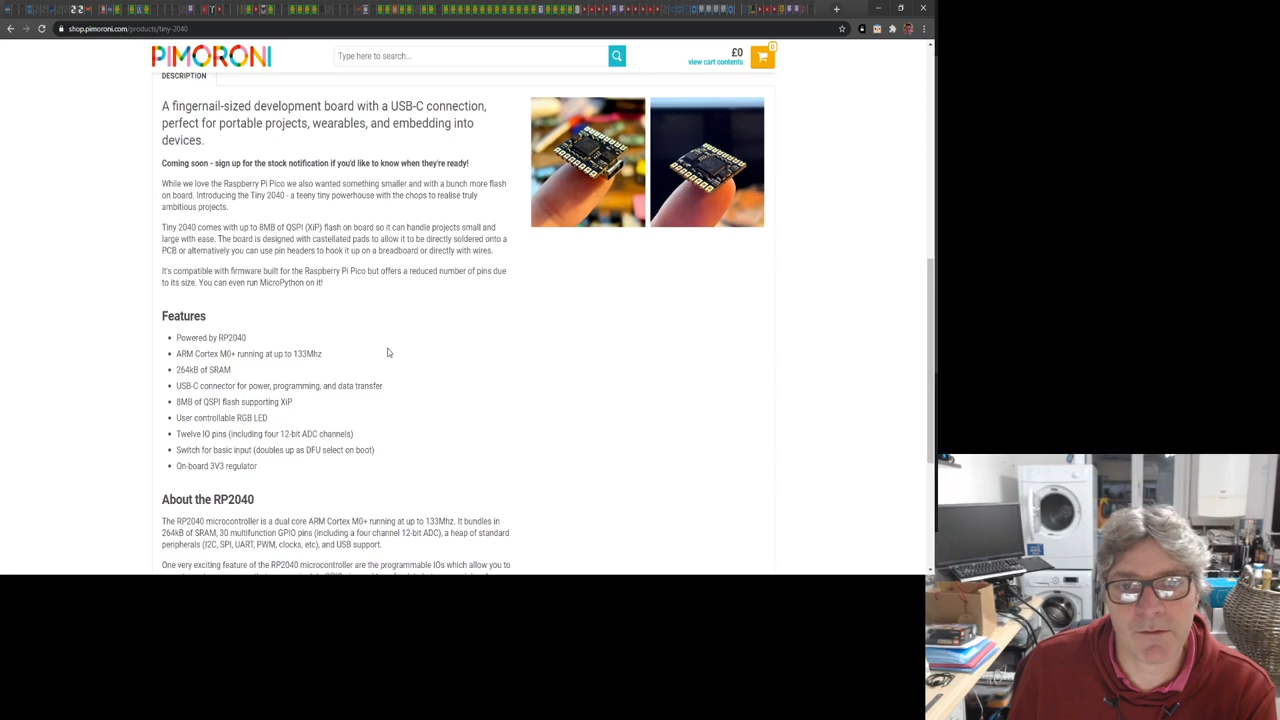 shop.pimoroni.com/products/tiny-2040
PIMORONI
Type here to search...
£0
view cart contents
0
DESCRIPTION
A fingernail-sized development board with a USB-C connection,
perfect for portable projects, wearables, and embedding into
devices.
Coming soon - sign up for the stock notification if you'd like to know when they're ready!
While we love the Raspberry Pi Pico we also wanted something smaller and with a bunch more flash
on board. Introducing the Tiny 2040 - a teeny tiny powerhouse with the chops to realise truly
ambitious projects.
Tiny 2040 comes with up to 8MB of QSPI (XiP) flash on board so it can handle projects small and
large with ease. The board is designed with castellated pads to allow it to be directly soldered onto a
PCB or alternatively you can use pin headers to hook it up on a breadboard or directly with wires.
It's compatible with firmware built for the Raspberry Pi Pico but offers a reduced number of pins due
to its size. You can even run MicroPython on it!
Features
Powered by RP2040
ARM Cortex M0+ running at up to 133Mhz
264kB of SRAM
USB-C connector for power, programming, and data transfer
8MB of QSPI flash supporting XiP
User controllable RGB LED
Twelve IO pins (including four 12-bit ADC channels)
Switch for basic input (doubles up as DFU select on boot)
On-board 3V3 regulator
About the RP2040
The RP2040 microcontroller is a dual core ARM Cortex M0+ running at up to 133Mhz. It bundles in
264kB of SRAM, 30 multifunction GPIO pins (including a four channel 12-bit ADC), a heap of standard
peripherals (I2C, SPI, UART, PWM, clocks, etc), and USB support.
One very exciting feature of the RP2040 microcontroller are the programmable IOs which allow you to